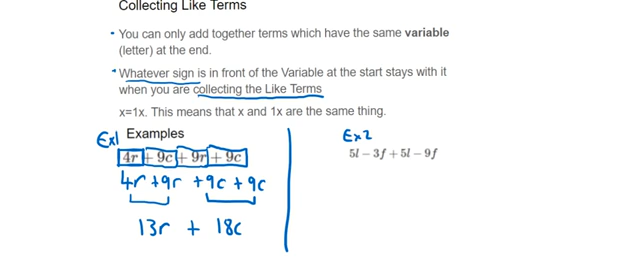 Collecting Like Terms
• You can only add together terms which have the same variable
(letter) at the end.
• Whatever sign is in front of the Variable at the start stays with it
when you are collecting the Like Terms
x=1x. This means that x and 1x are the same thing.
Ex1 Examples
4r + 9c + 9r + 9c
4r + 9r + 9c + 9c
13r + 18c
Ex2
5l − 3f + 5l − 9f